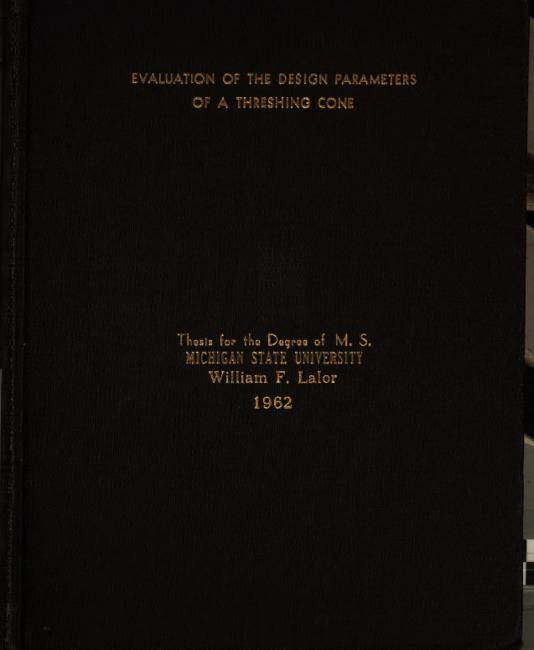 EVALUATION OF THE DESIGN PARAMETERS
OF A THRESHING CONE
Thesis for the Degree of M. S.
MICHIGAN STATE UNIVERSITY
William F. Lalor
1962